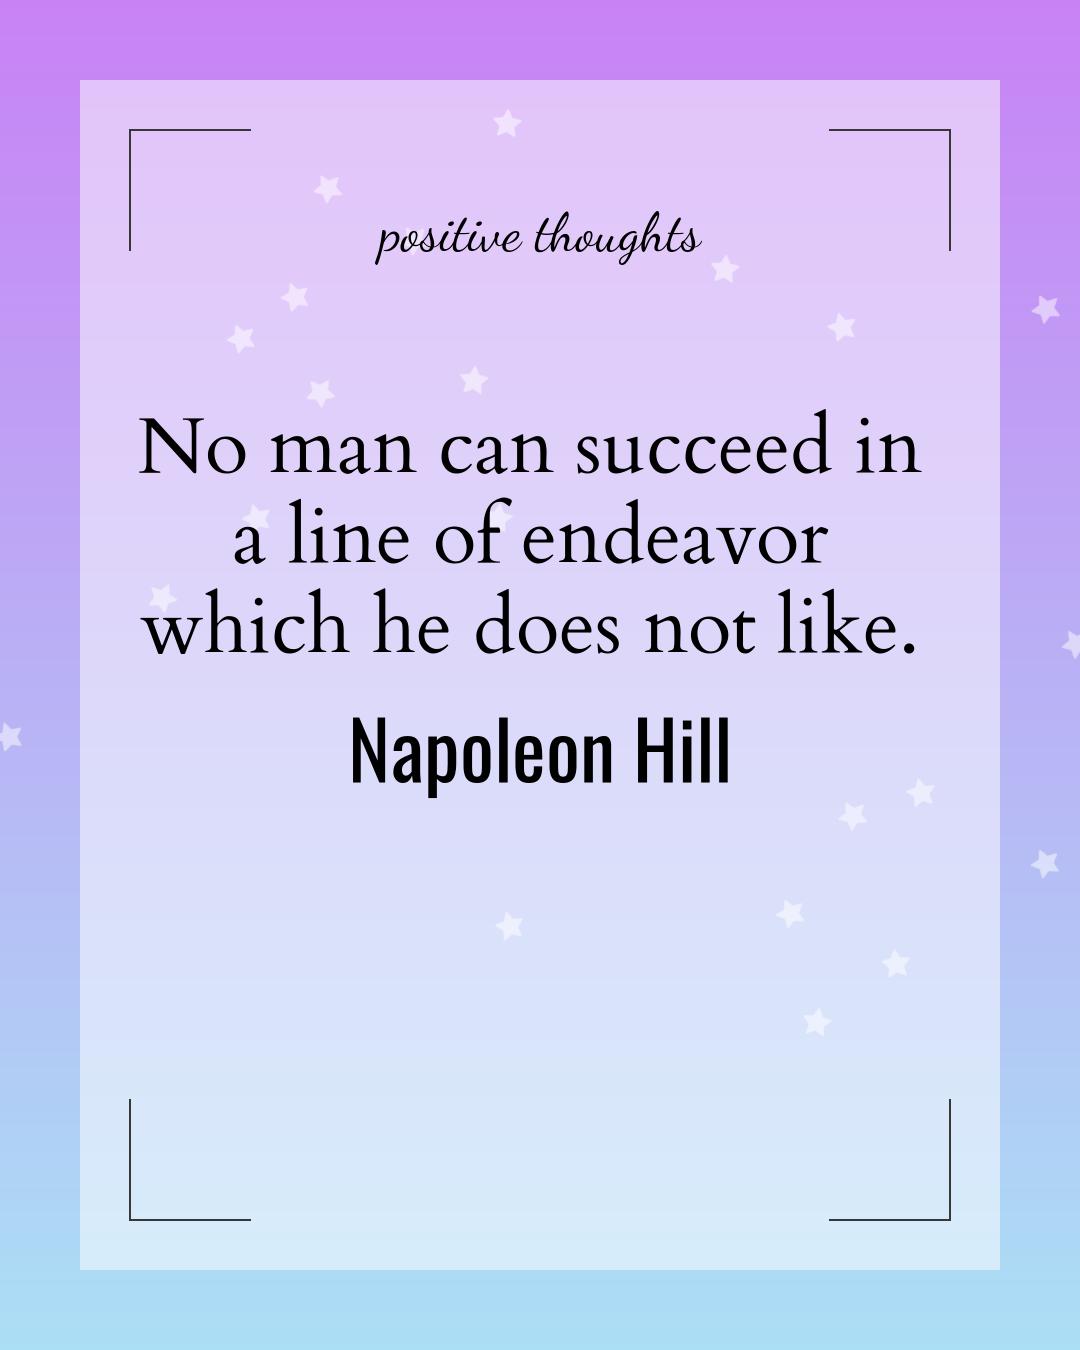 positive thoughts
No man can succeed in
a line of endeavor
which he does not like.
Napoleon Hill